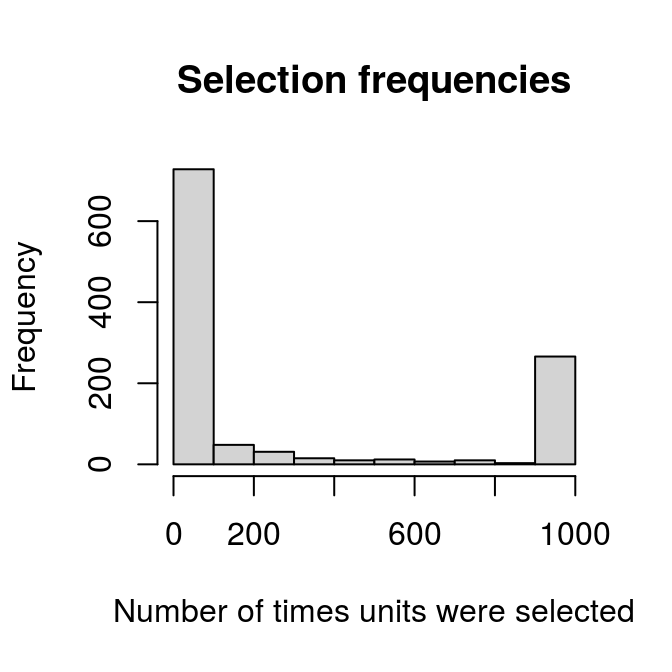 Selection frequencies
Frequency
600
400
200
0
0 200 600 1000
Number of times units were selected